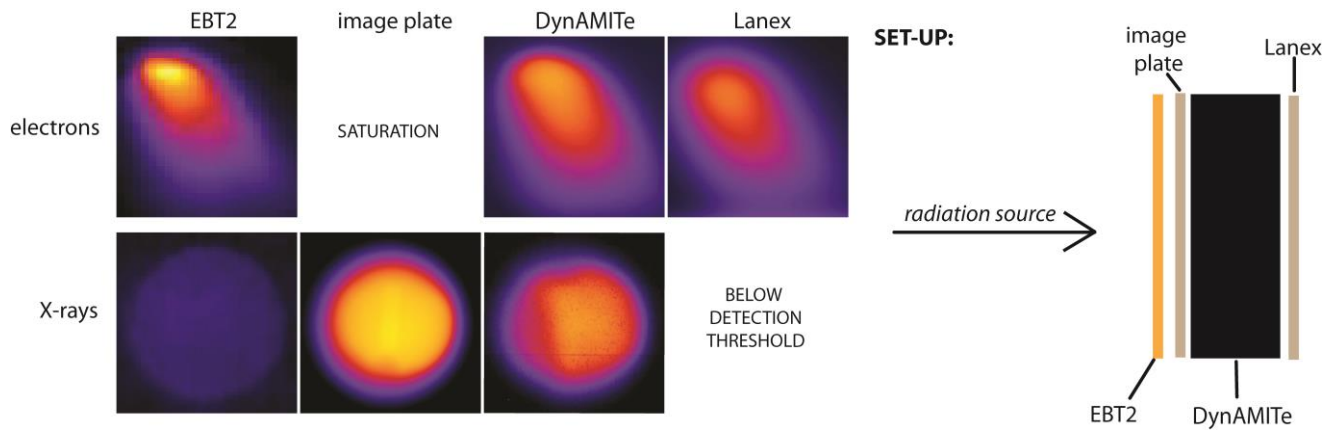 EBT2
image plate
DynAMITe
Lanex
SET-UP:
electrons
SATURATION
X-rays
BELOW
DETECTION
THRESHOLD
radiation source
image
plate
Lanex
EBT2
DynAMITe